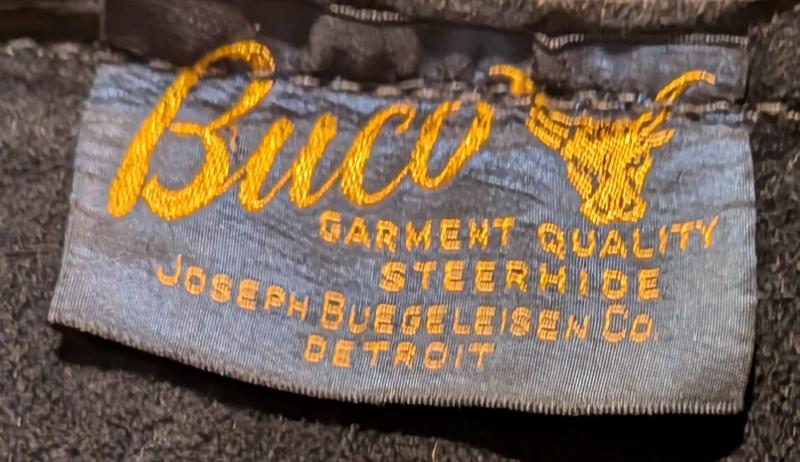 Buco
GARMENT QUALITY
STEERHIDE
JOSEPH BUEGELEISEN CO.
DETROIT